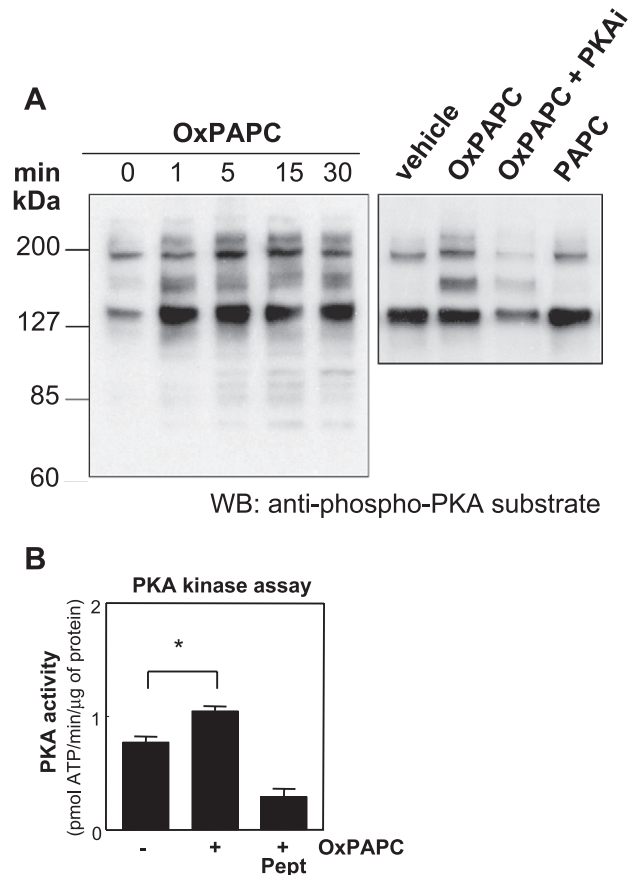 A
OxPAPC
min 0 1 5 15 30
kDa
200
127
85
60
vehicle
OxPAPC
OxPAPC + PKAi
PAPC
WB: anti-phospho-PKA substrate
B
PKA kinase assay
PKA activity
(pmol ATP/min/μg of protein)
2
1
0
*
- + + OxPAPC
Pept